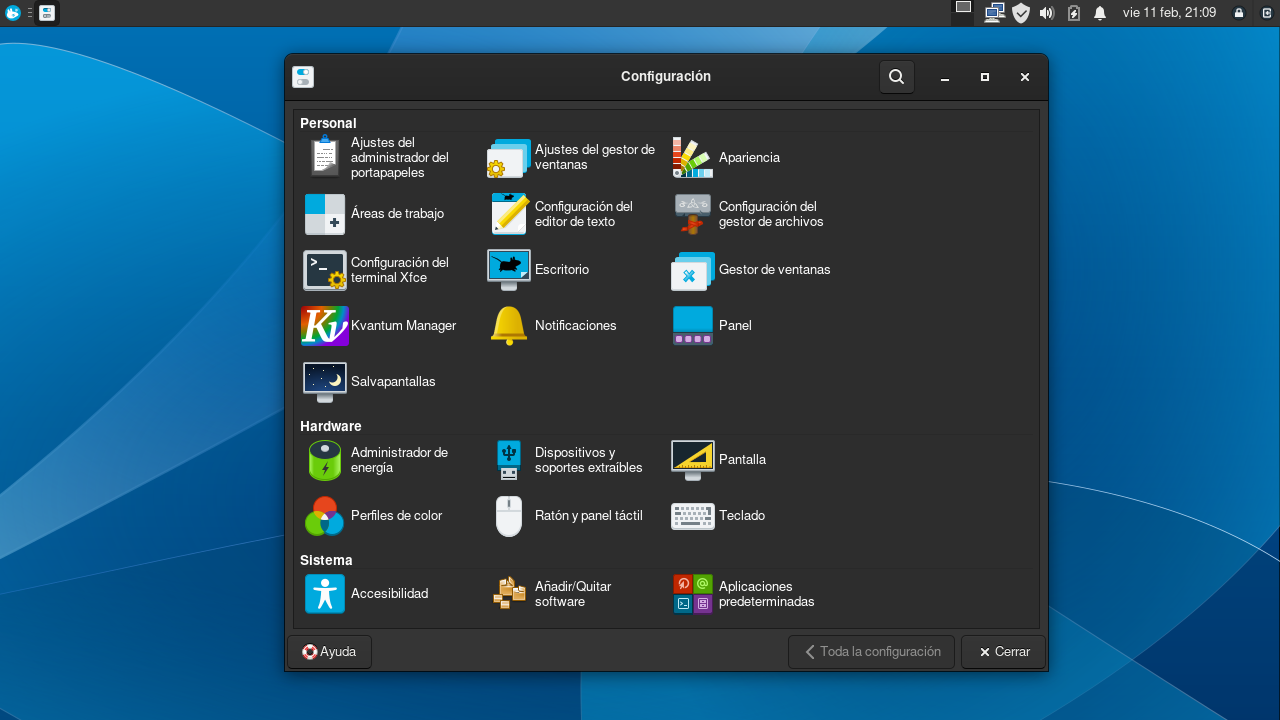 vie 11 feb, 21:09
Configuración
Personal
Ajustes del
administrador del
portapapeles
Ajustes del gestor de
ventanas
Apariencia
Áreas de trabajo
Configuración del
editor de texto
Configuración del
gestor de archivos
Configuración del
terminal Xfce
Escritorio
Gestor de ventanas
Kv
Kvantum Manager
Notificaciones
Panel
Salvapantallas
Hardware
Administrador de
energía
Dispositivos y
soportes extraíbles
Pantalla
Perfiles de color
Ratón y panel táctil
Teclado
Sistema
Accesibilidad
Añadir/Quitar
software
Aplicaciones
predeterminadas
Ayuda
Toda la configuración
Cerrar